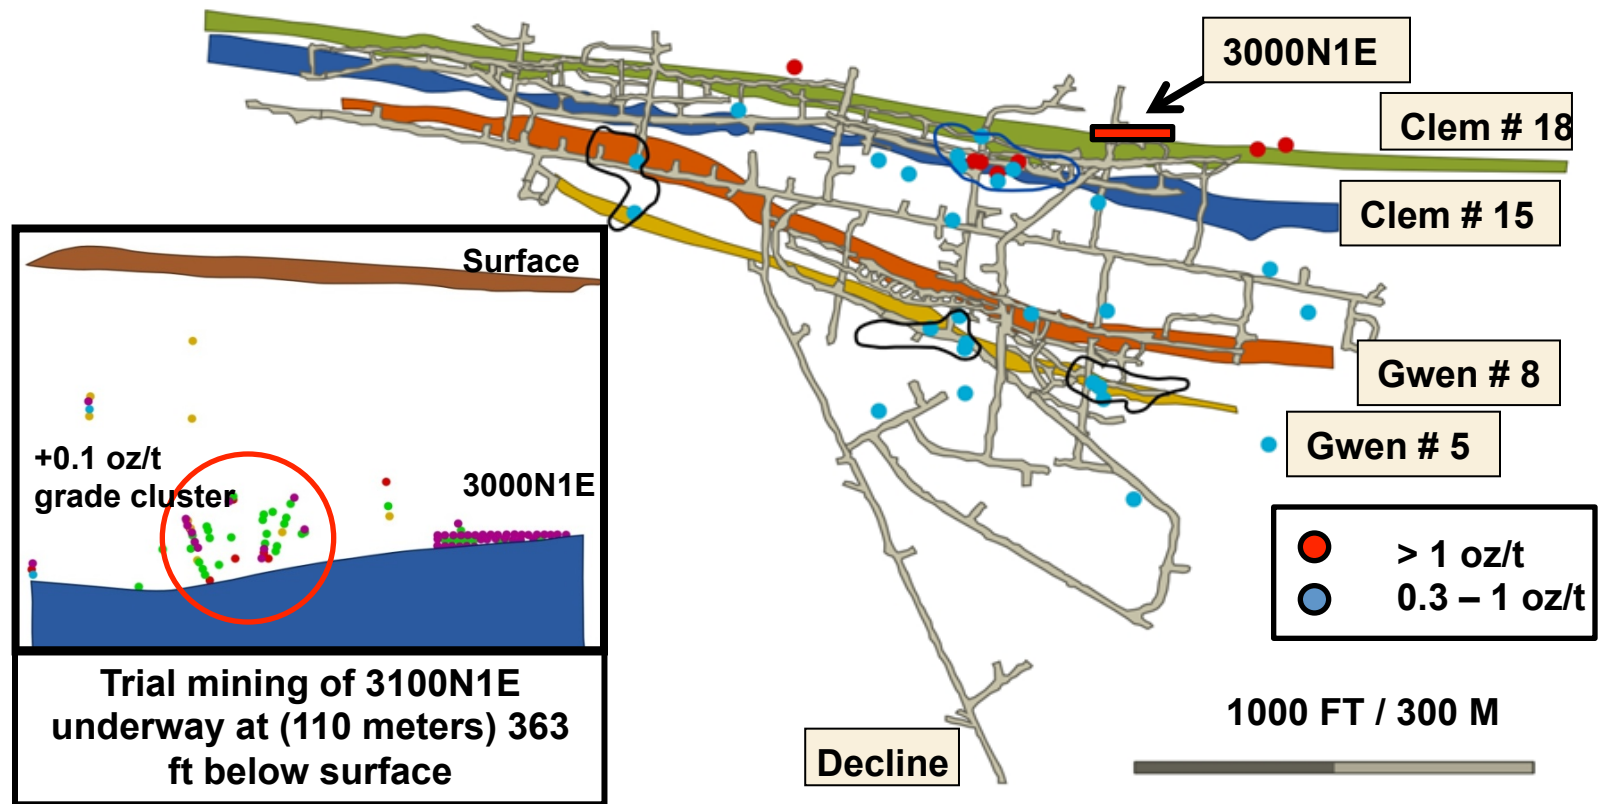 3000N1E
Clem # 18
Clem # 15
Gwen # 8
Gwen # 5
Surface
+0.1 oz/t
grade cluster
3000N1E
Trial mining of 3100N1E
underway at (110 meters) 363
ft below surface
> 1 oz/t
0.3 – 1 oz/t
1000 FT / 300 M
Decline